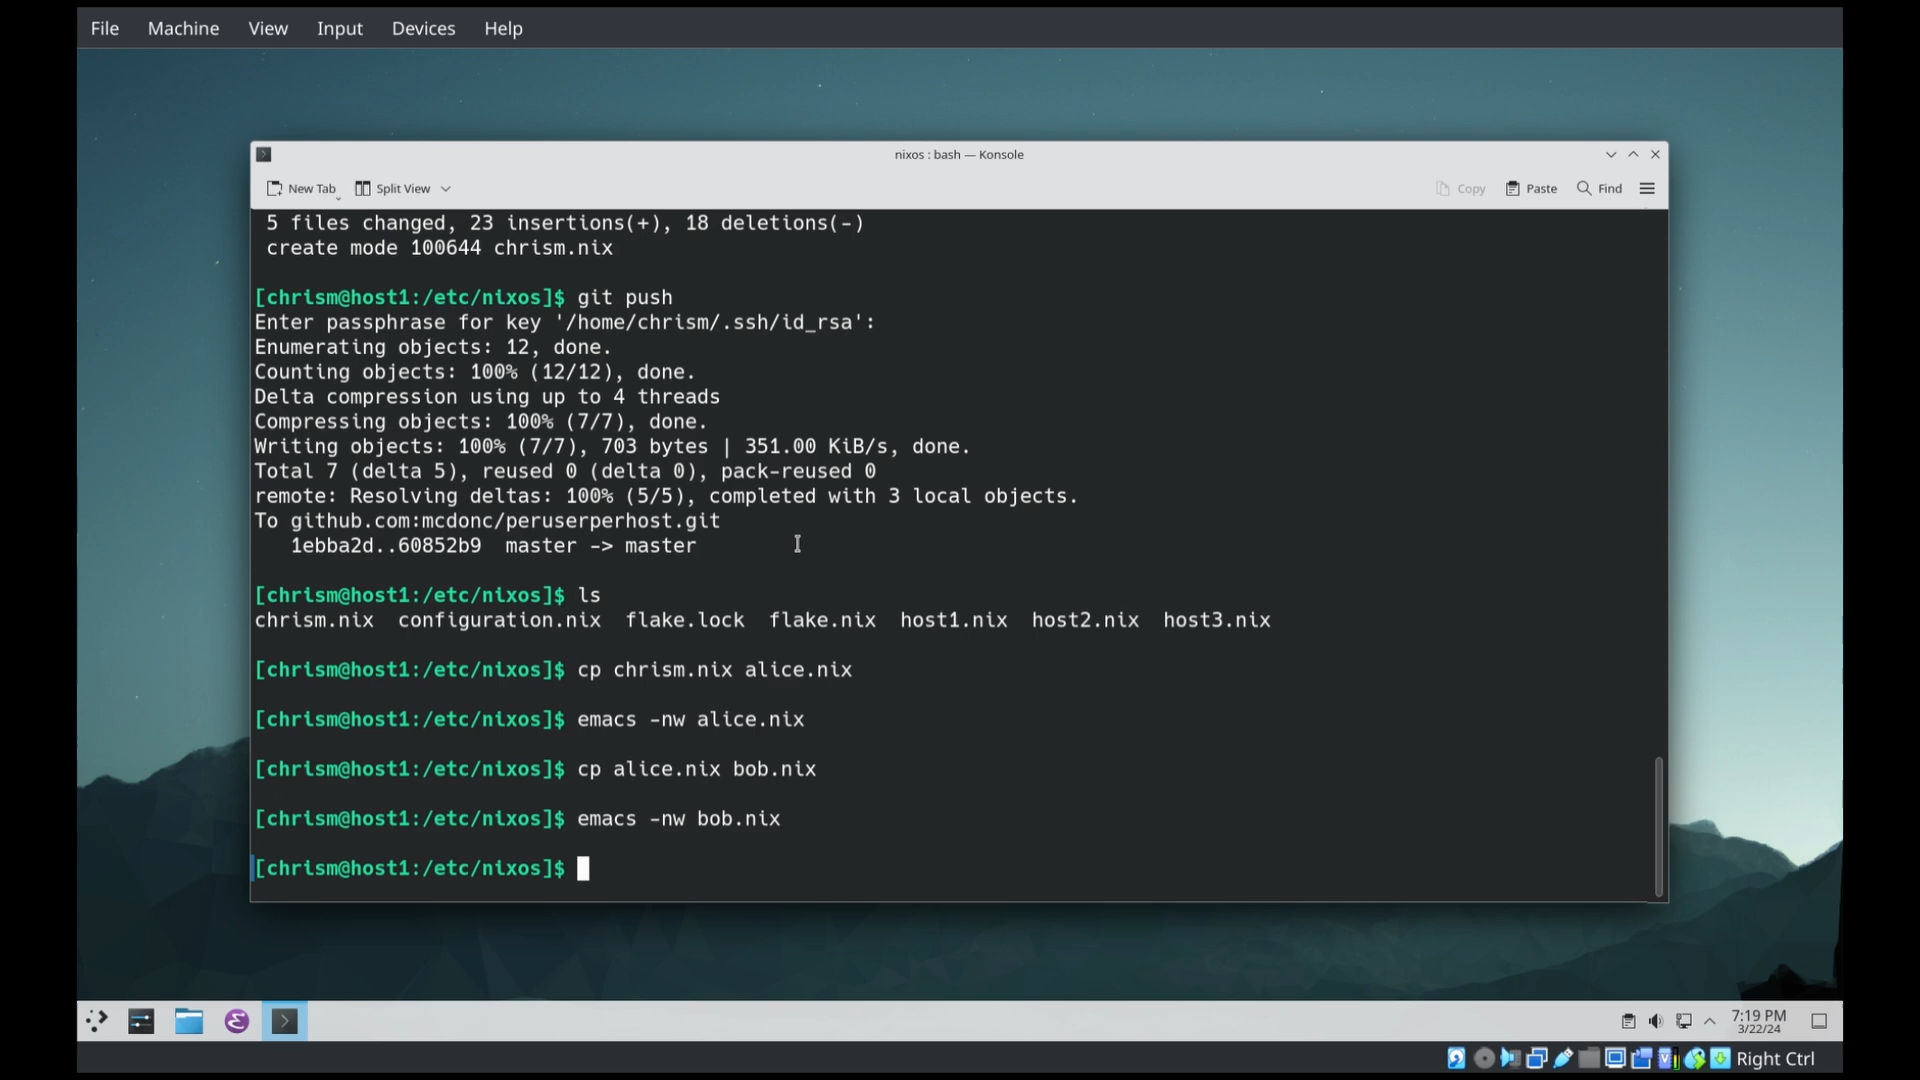 File Machine View Input Devices Help
nixos : bash — Konsole
New Tab Split View Copy Paste Find
5 files changed, 23 insertions(+), 18 deletions(-)
create mode 100644 chrism.nix
[chrism@host1:/etc/nixos]$ git push
Enter passphrase for key '/home/chrism/.ssh/id_rsa':
Enumerating objects: 12, done.
Counting objects: 100% (12/12), done.
Delta compression using up to 4 threads
Compressing objects: 100% (7/7), done.
Writing objects: 100% (7/7), 703 bytes | 351.00 KiB/s, done.
Total 7 (delta 5), reused 0 (delta 0), pack-reused 0
remote: Resolving deltas: 100% (5/5), completed with 3 local objects.
To github.com:mcdonc/peruserperhost.git
1ebba2d..60852b9 master -> master
[chrism@host1:/etc/nixos]$ ls
chrism.nix configuration.nix flake.lock flake.nix host1.nix host2.nix host3.nix
[chrism@host1:/etc/nixos]$ cp chrism.nix alice.nix
[chrism@host1:/etc/nixos]$ emacs -nw alice.nix
[chrism@host1:/etc/nixos]$ cp alice.nix bob.nix
[chrism@host1:/etc/nixos]$ emacs -nw bob.nix
[chrism@host1:/etc/nixos]$
7:19 PM
3/22/24
Right Ctrl